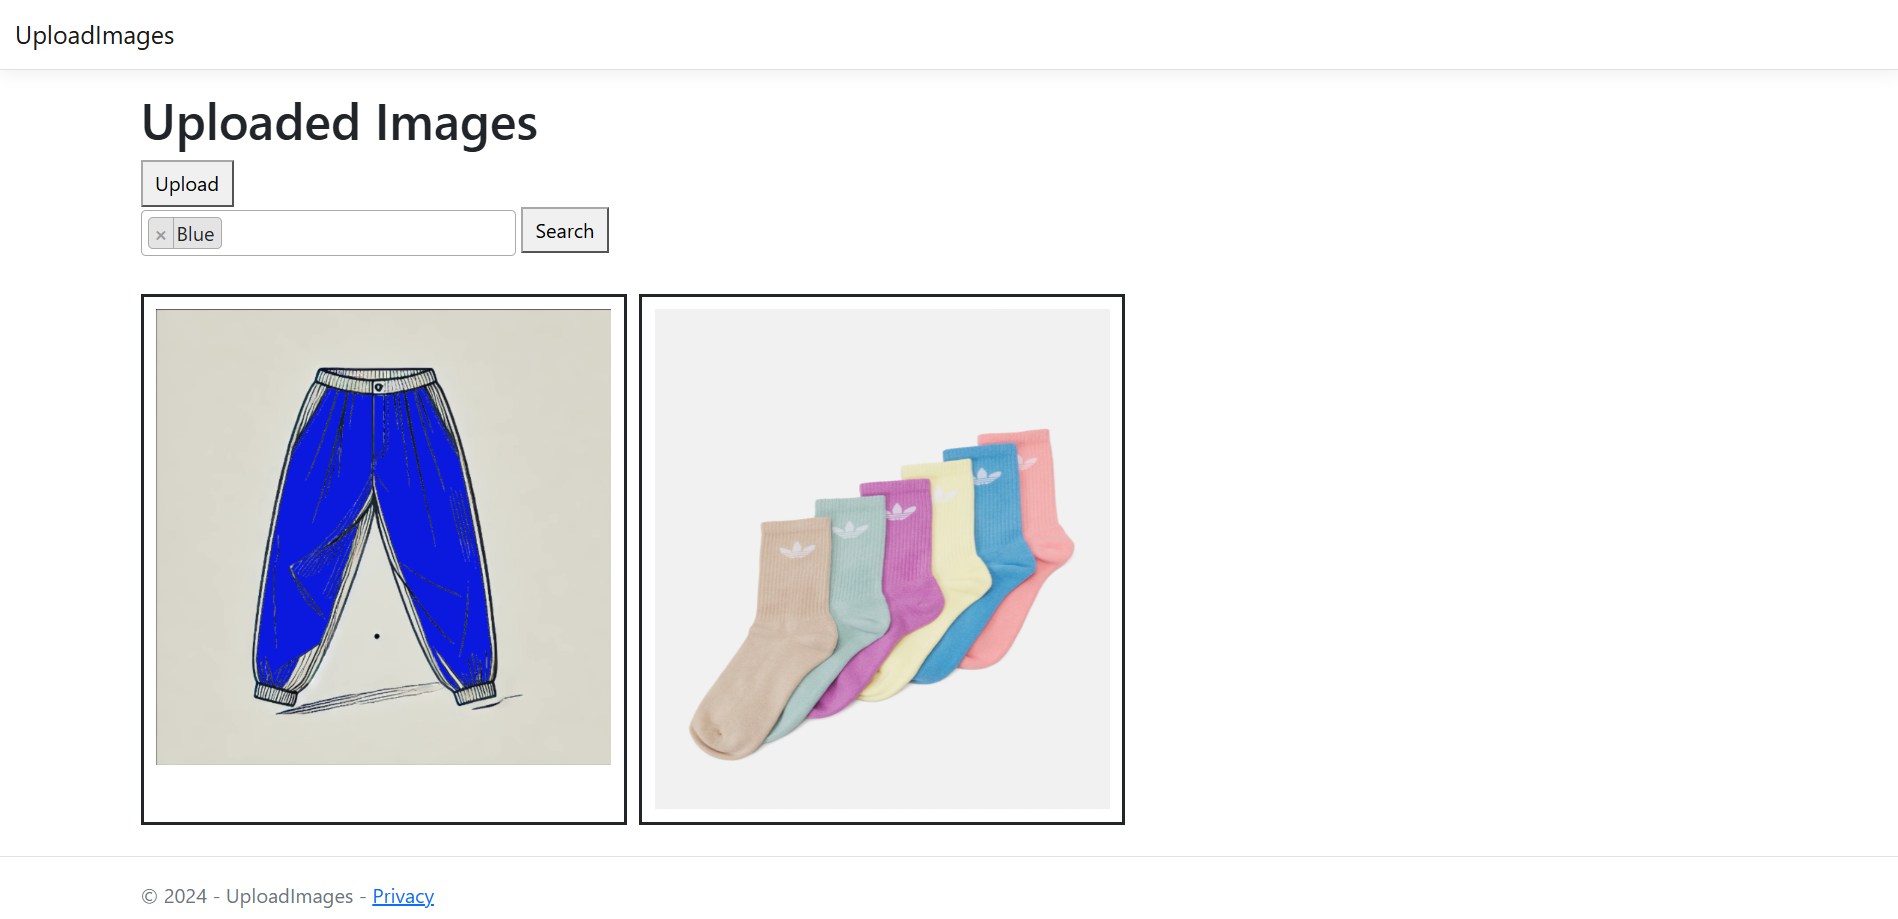 UploadImages
Uploaded Images
Upload
× Blue
Search
© 2024 - UploadImages - Privacy